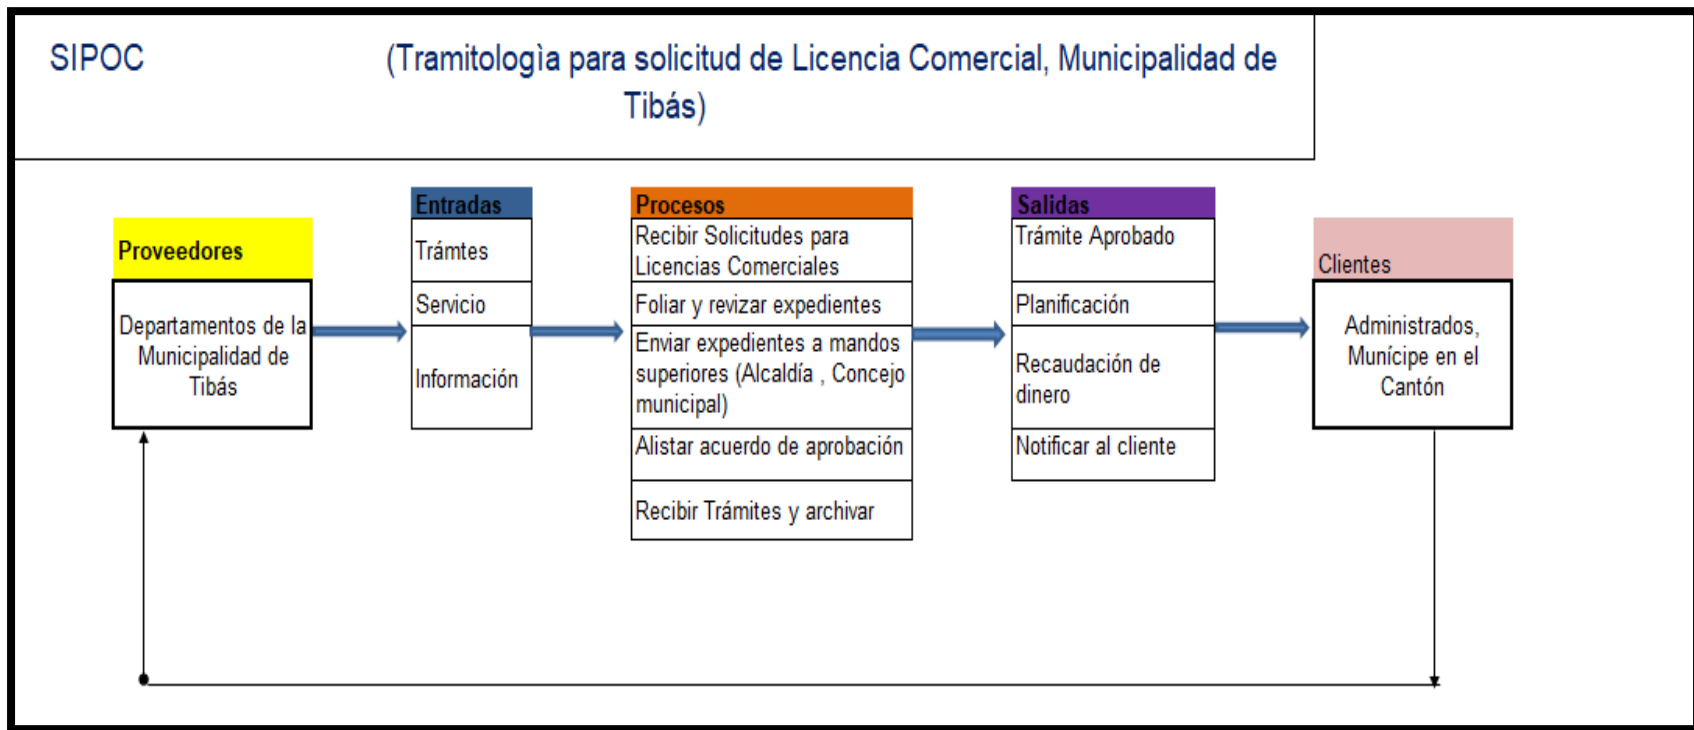 SIPOC (Tramitologìa para solicitud de Licencia Comercial, Municipalidad de
Tibás)
Proveedores
Departamentos de la
Municipalidad de
Tibás
Entradas
Trámtes
Servicio
Información
Procesos
Recibir Solicitudes para
Licencias Comerciales
Foliar y revizar expedientes
Enviar expedientes a mandos
superiores (Alcaldía , Concejo
municipal)
Alistar acuerdo de aprobación
Recibir Trámites y archivar
Salidas
Trámite Aprobado
Planificación
Recaudación de
dinero
Notificar al cliente
Clientes
Administrados,
Munícipe en el
Cantón